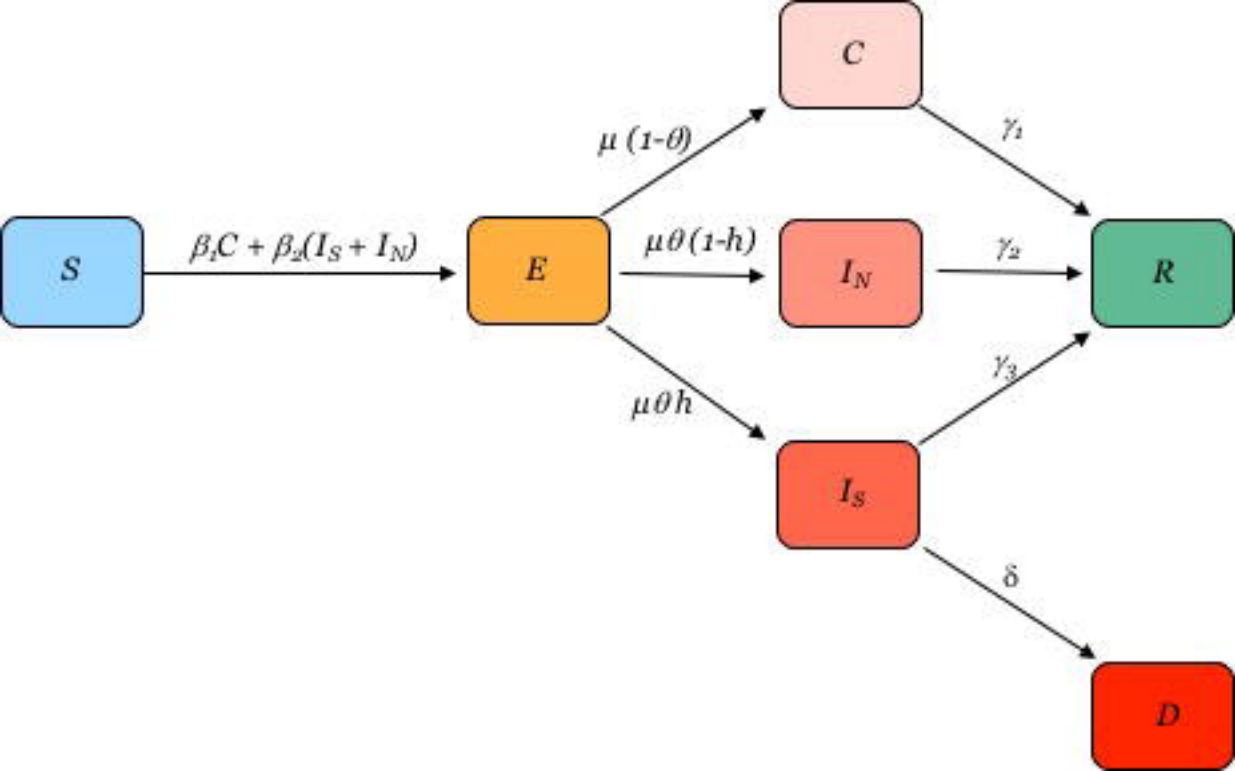 C
μ (1-θ)
γ₁
S
β₁C + β₂(I_S + I_N)
E
μθ(1-h)
I_N
γ₂
R
μθh
γ₃
I_S
δ
D